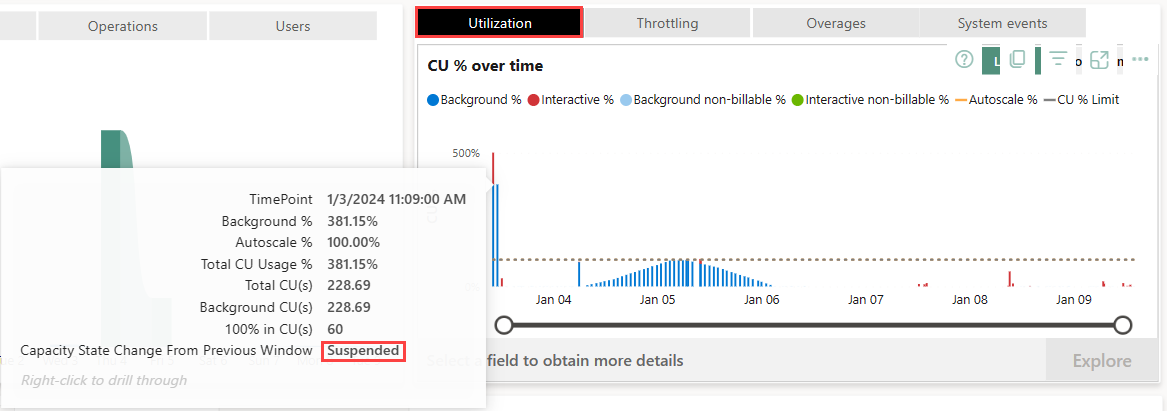 Operations
Users
Utilization
Throttling
Overages
System events
CU % over time
Background %
Interactive %
Background non-billable %
Interactive non-billable %
Autoscale %
CU % Limit
500%
TimePoint 1/3/2024 11:09:00 AM
Background % 381.15%
Autoscale % 100.00%
Total CU Usage % 381.15%
Total CU(s) 228.69
Background CU(s) 228.69
100% in CU(s) 60
Capacity State Change From Previous Window Suspended
Right-click to drill through
Jan 04
Jan 05
Jan 06
Jan 07
Jan 08
Jan 09
Select a field to obtain more details
Explore